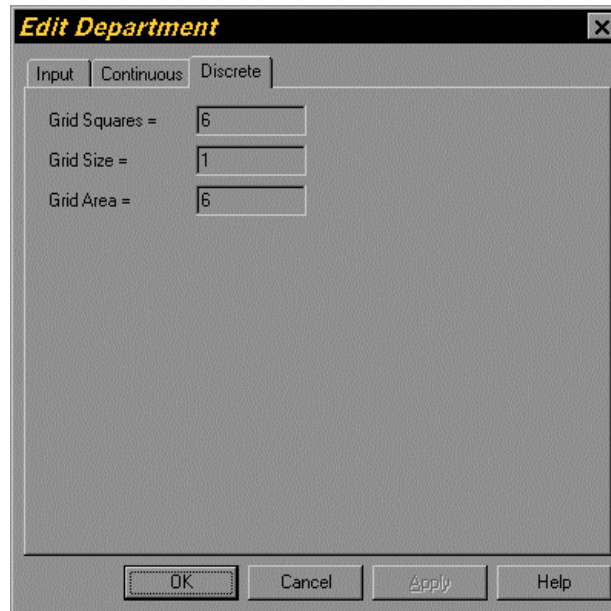 Edit Department
Input Continuous Discrete
Grid Squares = 6
Grid Size = 1
Grid Area = 6
OK Cancel Apply Help